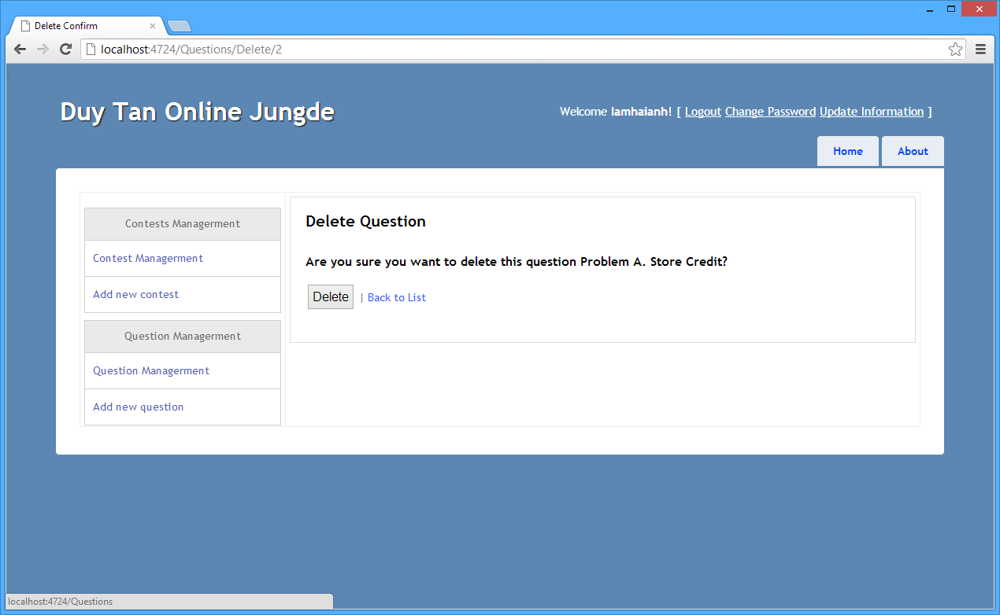 Delete Confirm
localhost:4724/Questions/Delete/2
Duy Tan Online Jungde
Welcome lamhaianh! [ Logout Change Password Update Information ]
Home About
Contests Managerment
Contest Managerment
Add new contest
Question Managerment
Question Managerment
Add new question
Delete Question
Are you sure you want to delete this question Problem A. Store Credit?
Delete | Back to List
localhost:4724/Questions